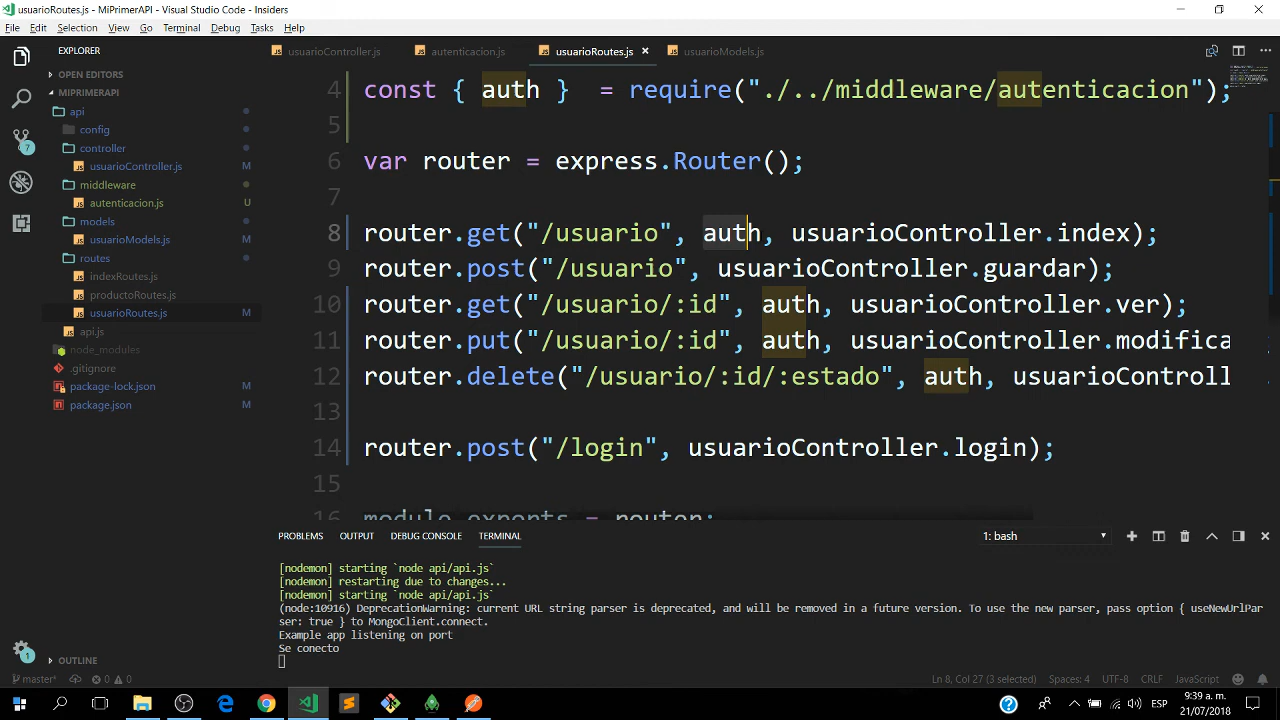 usuarioRoutes.js - MiPrimerAPI - Visual Studio Code - Insiders
File Edit Selection View Go Terminal Debug Tasks Help
EXPLORER
OPEN EDITORS
MIPRIMERAPI
api
config
controller
usuarioController.js M
middleware
autenticacion.js U
models
usuarioModels.js M
routes
indexRoutes.js
productoRoutes.js
usuarioRoutes.js M
api.js
node_modules
.gitignore
package-lock.json M
package.json M
OUTLINE
7
1
usuarioController.js autenticacion.js usuarioRoutes.js usuarioModels.js
4 const { auth }  = require("./../middleware/autenticacion");
5
6 var router = express.Router();
7
8 router.get("/usuario", auth, usuarioController.index);
9 router.post("/usuario", usuarioController.guardar);
10 router.get("/usuario/:id", auth, usuarioController.ver);
11 router.put("/usuario/:id", auth, usuarioController.modifica
12 router.delete("/usuario/:id/:estado", auth, usuarioControll
13
14 router.post("/login", usuarioController.login);
15
16 module.exports = router;
PROBLEMS OUTPUT DEBUG CONSOLE TERMINAL 1: bash
[nodemon] starting `node api/api.js`
[nodemon] restarting due to changes...
[nodemon] starting `node api/api.js`
(node:10916) DeprecationWarning: current URL string parser is deprecated, and will be removed in a future version. To use the new parser, pass option { useNewUrlPar
ser: true } to MongoClient.connect.
Example app listening on port
Se conecto
master* 0 0 Ln 8, Col 27 (3 selected) Spaces: 4 UTF-8 CRLF JavaScript
ESP 9:39 a. m.
21/07/2018